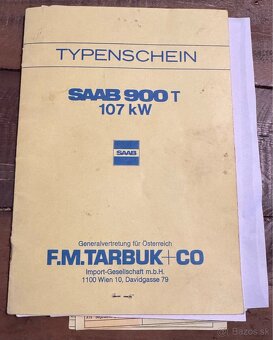 TYPENSCHEIN
SAAB 900 T
107 kW
SAAB
Generalvertretung für Österreich
F.M.TARBUK+CO
Import-Gesellschaft m.b.H.
1100 Wien 10, Davidgasse 79